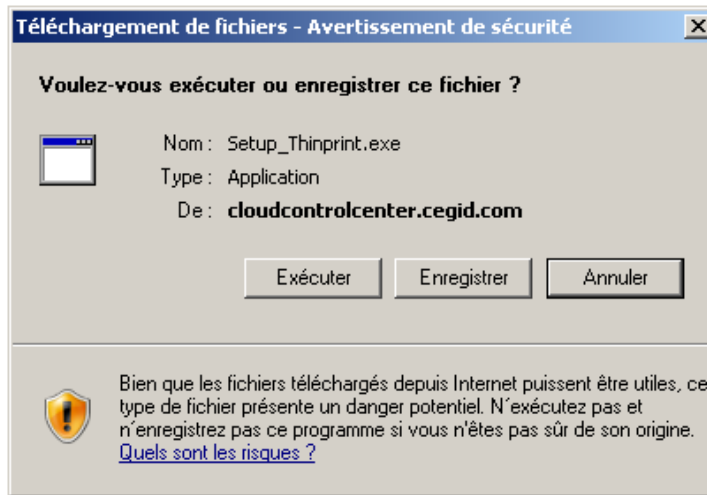 Téléchargement de fichiers - Avertissement de sécurité
Voulez-vous exécuter ou enregistrer ce fichier ?
Nom : Setup_Thinprint.exe
Type : Application
De : cloudcontrolcenter.cegid.com
Exécuter Enregistrer Annuler
Bien que les fichiers téléchargés depuis Internet puissent être utiles, ce
type de fichier présente un danger potentiel. N´exécutez pas et
n´enregistrez pas ce programme si vous n'êtes pas sûr de son origine.
Quels sont les risques ?